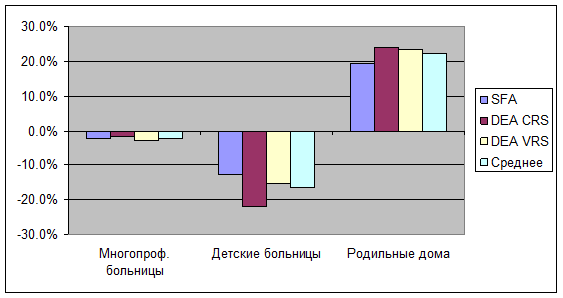 30.0%
20.0%
10.0%
0.0%
-10.0%
-20.0%
-30.0%
Многопроф.
больницы
Детские больницы
Родильные дома
SFA
DEA CRS
DEA VRS
Среднее